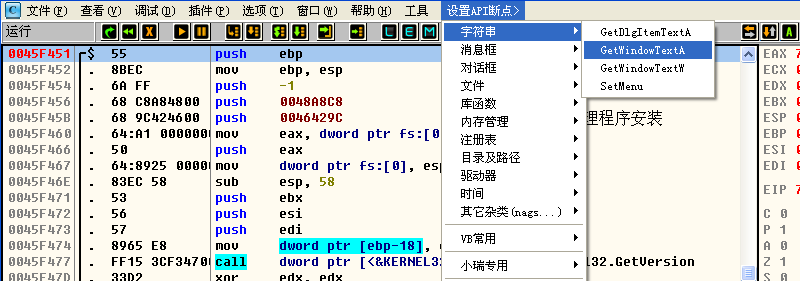 C 文件(F) 查看(V) 调试(D) 插件(P) 选项(T) 窗口(W) 帮助(H) 工具 设置API断点>
运行 L E M T A
0045F451 $ 55 push ebp
0045F452 . 8BEC mov ebp, esp
0045F454 . 6A FF push -1
0045F456 . 68 C8A84800 push 0048A8C8
0045F45B . 68 9C424600 push 0046429C
0045F460 . 64:A1 0000000 mov eax, dword ptr fs:[0
0045F466 . 50 push eax
0045F467 . 64:8925 00000 mov dword ptr fs:[0], esp
0045F46E . 83EC 58 sub esp, 58
0045F471 . 53 push ebx
0045F472 . 56 push esi
0045F473 . 57 push edi
0045F474 . 8965 E8 mov dword ptr [ebp-18],
0045F477 . FF15 3CF34700 call dword ptr [<&KERNEL32
0045F47D . 33D2 xor edx, edx
字符串
消息框
对话框
文件
库函数
内存管理
注册表
目录及路径
驱动器
时间
其它杂类(nags...)
VB常用
小瑞专用
GetDlgItemTextA
GetWindowTextA
GetWindowTextW
SetMenu
理程序安装
32.GetVersion
EAX 7
ECX 0
EDX
EBX
ESP
EBP
ESI
EDI
EIP
C 0
P 1
A 0
Z 1
S 0